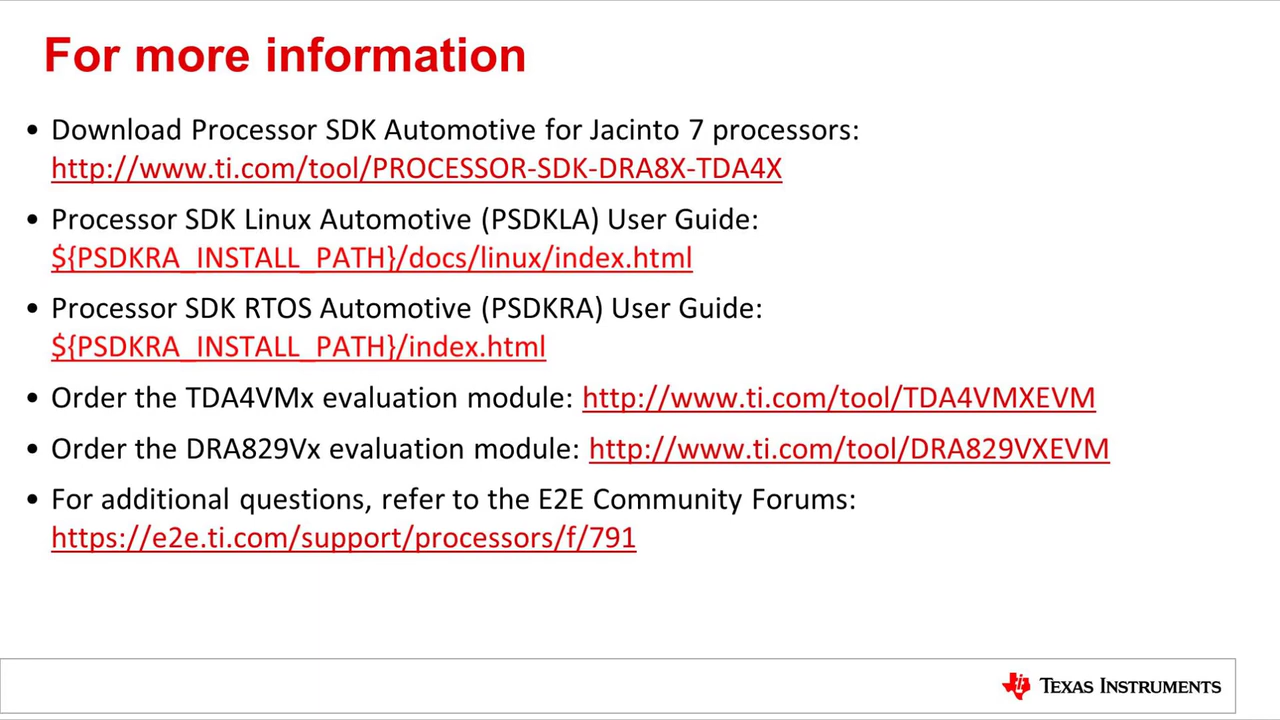 For more information
• Download Processor SDK Automotive for Jacinto 7 processors:
http://www.ti.com/tool/PROCESSOR-SDK-DRA8X-TDA4X
• Processor SDK Linux Automotive (PSDKLA) User Guide:
${PSDKRA_INSTALL_PATH}/docs/linux/index.html
• Processor SDK RTOS Automotive (PSDKRA) User Guide:
${PSDKRA_INSTALL_PATH}/index.html
• Order the TDA4VMx evaluation module: http://www.ti.com/tool/TDA4VMXEVM
• Order the DRA829Vx evaluation module: http://www.ti.com/tool/DRA829VXEVM
• For additional questions, refer to the E2E Community Forums:
https://e2e.ti.com/support/processors/f/791
TEXAS INSTRUMENTS